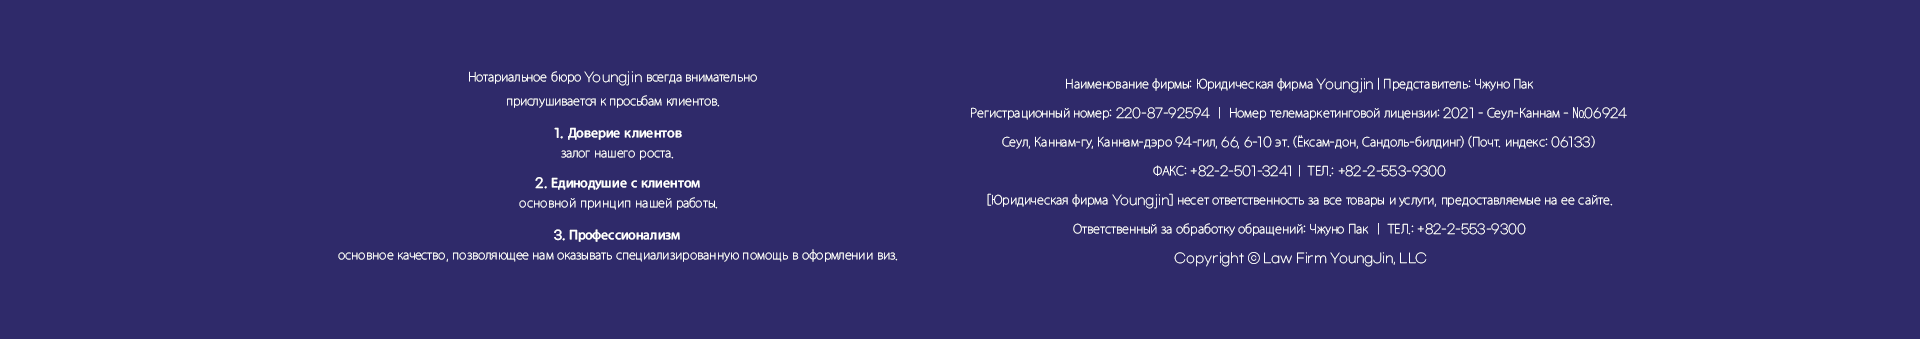 Нотариальное бюро Youngjin всегда внимательно
прислушивается к просьбам клиентов.
1. Доверие клиентов
залог нашего роста.
2. Единодушие с клиентом
основной принцип нашей работы.
3. Профессионализм
основное качество, позволяющее нам оказывать специализированную помощь в оформлении виз.
Наименование фирмы: Юридическая фирма Youngjin | Представитель: Чжуно Пак
Регистрационный номер: 220-87-92594 | Номер телемаркетинговой лицензии: 2021 - Сеул-Каннам - №06924
Сеул, Каннам-гу, Каннам-дэро 94-гил, 66, 6-10 эт. (Ёксам-дон, Сандоль-билдинг) (Почт. индекс: 06133)
ФАКС: +82-2-501-3241 | ТЕЛ.: +82-2-553-9300
[Юридическая фирма Youngjin] несет ответственность за все товары и услуги, предоставляемые на ее сайте.
Ответственный за обработку обращений: Чжуно Пак | ТЕЛ.: +82-2-553-9300
Copyright © Law Firm YoungJin, LLC